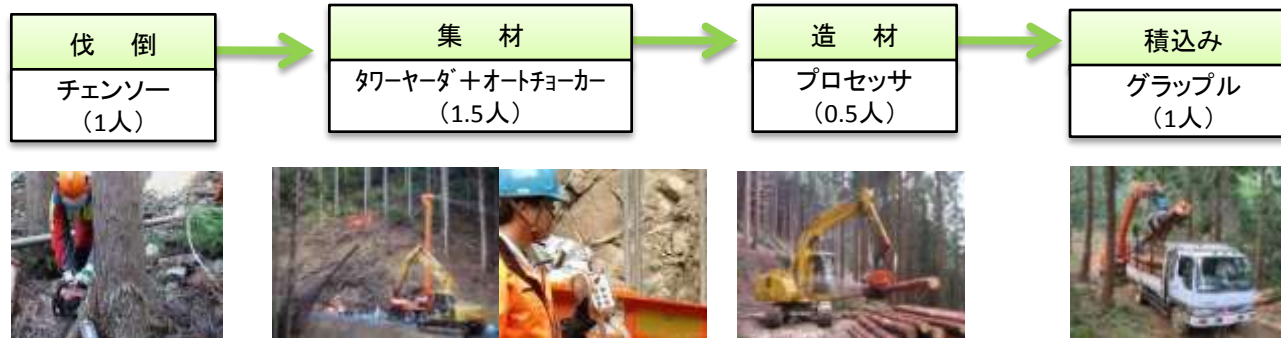 伐 倒
チェンソー
（1人）
集 材
ﾀﾜｰﾔｰﾀﾞ＋ｵｰﾄﾁｮｰｶｰ
（1.5人）
造 材
プロセッサ
（0.5人）
積込み
グラップル
（1人）